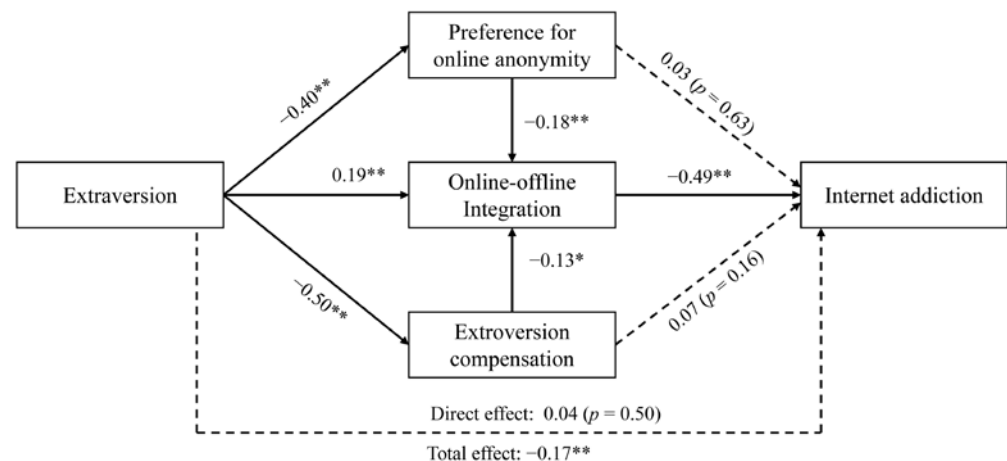 Preference for
online anonymity
−0.40**
0.03 (p = 0.63)
−0.18**
Extraversion
0.19**
Online-offline
Integration
−0.49**
Internet addiction
−0.13*
−0.50**
0.07 (p = 0.16)
Extroversion
compensation
Direct effect: 0.04 (p = 0.50)
Total effect: −0.17**